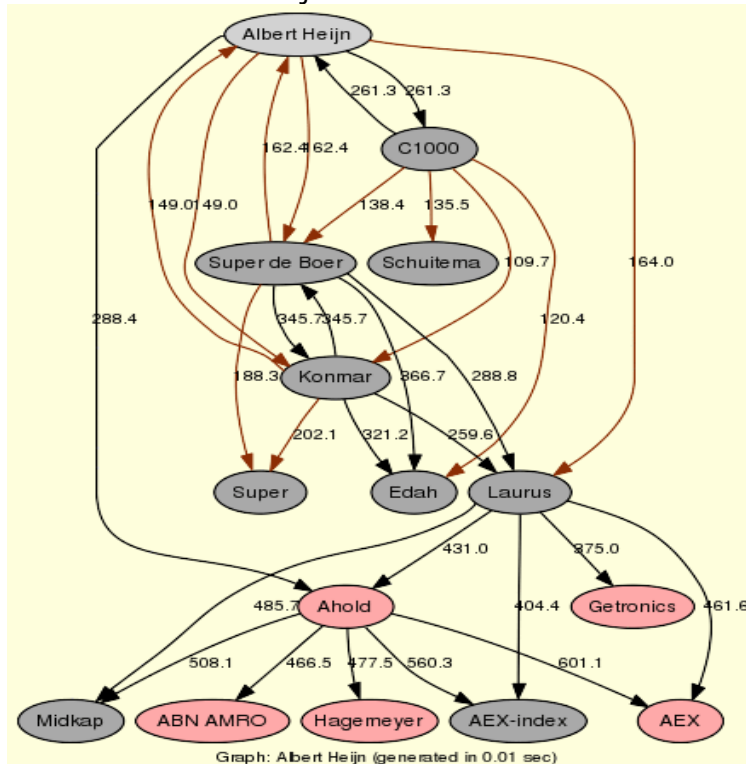 Albert Heijn
261.3 261.3
C1000
162.4 162.4
138.4 135.5
149.0 149.0
Super de Boer Schuitema 109.7 164.0
288.4 345.7 345.7 120.4
188.3 Konmar 366.7 288.8
202.1 321.2 259.6
Super Edah Laurus
431.0 375.0
485.7 Ahold 404.4 Getronics 461.6
508.1 466.5 477.5 560.3 601.1
Midkap ABN AMRO Hagemeyer AEX-index AEX
Graph: Albert Heijn (generated in 0.01 sec)